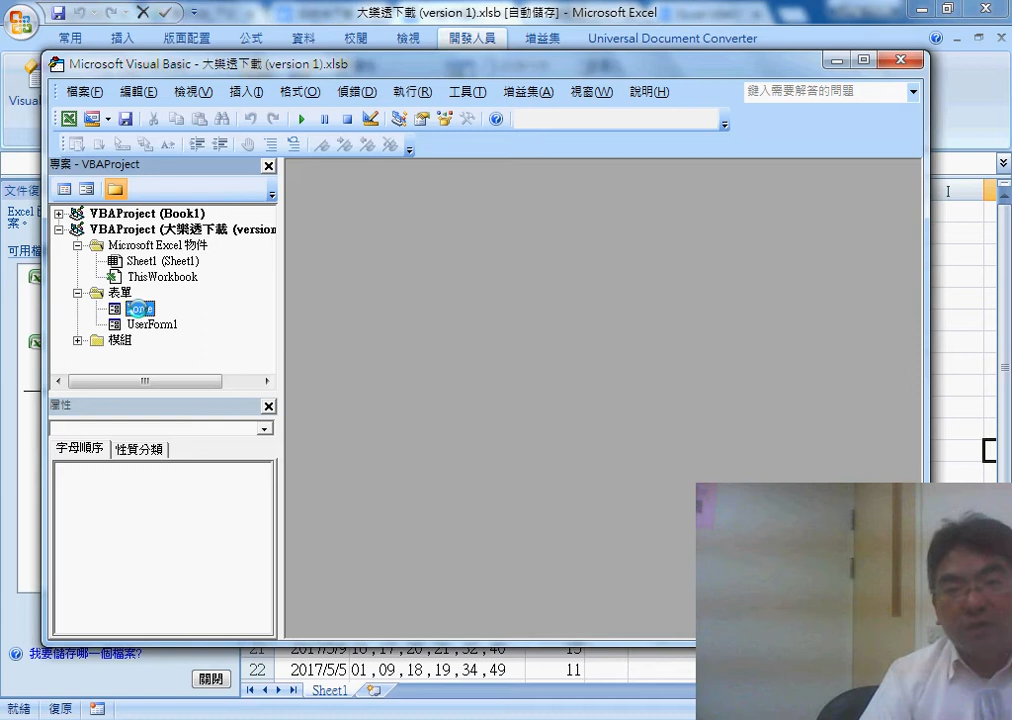 大樂透下載 (version 1).xlsb [自動儲存] - Microsoft Excel
常用 插入 版面配置 公式 資料 校閱 檢視 開發人員 增益集 Universal Document Converter
Visual
Microsoft Visual Basic - 大樂透下載 (version 1).xlsb
檔案(F) 編輯(E) 檢視(V) 插入(I) 格式(O) 偵錯(D) 執行(R) 工具(T) 增益集(A) 視窗(W) 說明(H)
鍵入需要解答的問題
專案 - VBAProject
VBAProject (Book1)
VBAProject (大樂透下載 (version
Microsoft Excel 物件
Sheet1 (Sheet1)
ThisWorkbook
表單
UserForm1
模組
屬性
字母順序 性質分類
文件復
Excel
案。
可用檔
I
我要儲存哪一個檔案?
關閉
21 2017/5/9 16 , 17 , 20 , 21 , 32 , 40 15
22 2017/5/5 01 , 09 , 18 , 19 , 34 , 49 11
Sheet1
就緒 復原